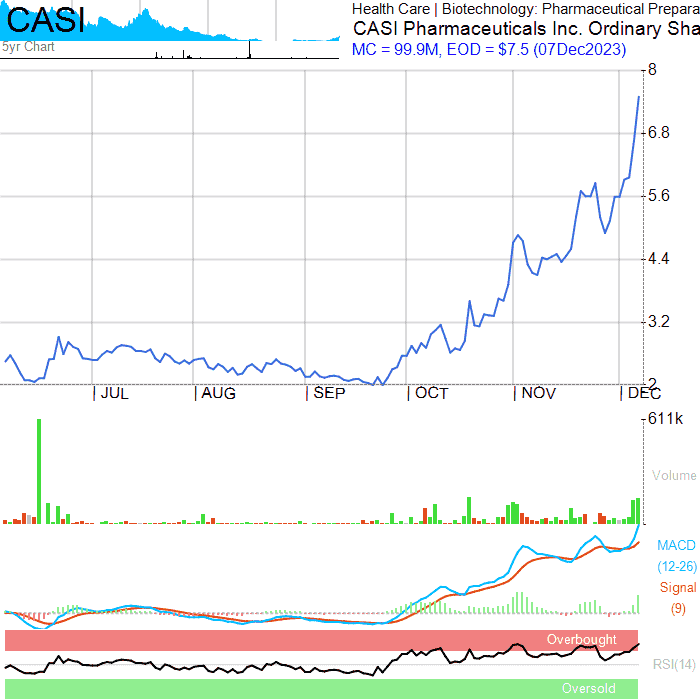 CASI
5yr Chart
Health Care | Biotechnology: Pharmaceutical Prepara
CASI Pharmaceuticals Inc. Ordinary Sha
MC = 99.9M, EOD = $7.5 (07Dec2023)
8
6.8
5.6
4.4
3.2
2
| JUL | AUG | SEP | OCT | NOV | DEC
611k
Volume
MACD
(12-26)
Signal
(9)
Overbought
RSI(14)
Oversold